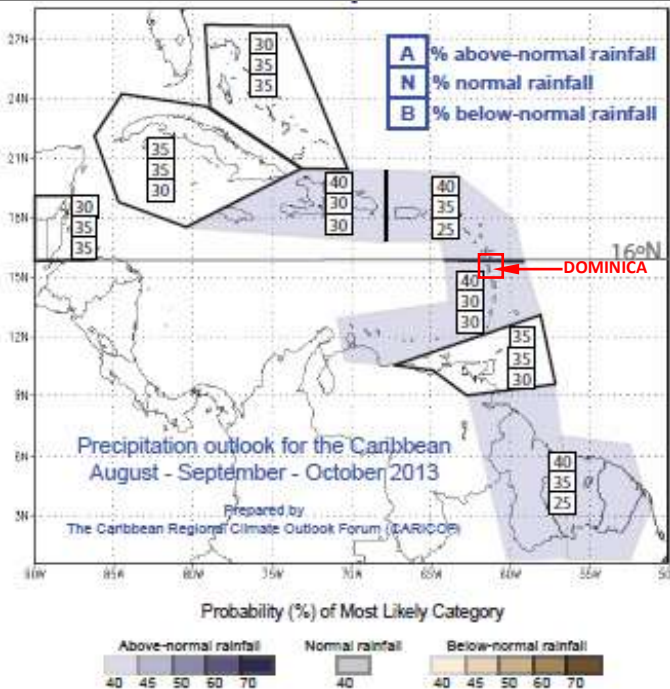 27N
24N
21N
18N
15N
12N
9N
6N
3N
A % above-normal rainfall
N % normal rainfall
B % below-normal rainfall
30
35
35
35
35
30
40
30
30
40
35
25
30
35
35
16ºN
DOMINICA
40
30
30
35
35
30
40
35
25
Precipitation outlook for the Caribbean
August - September - October 2013
Prepared by
The Caribbean Regional Climate Outlook Forum (CARICOF)
90W 85W 80W 75W 70W 65W 60W 55W 50
Probability (%) of Most Likely Category
Above-normal rainfall Normal rainfall Below-normal rainfall
40 45 50 60 70 40 40 45 50 60 70